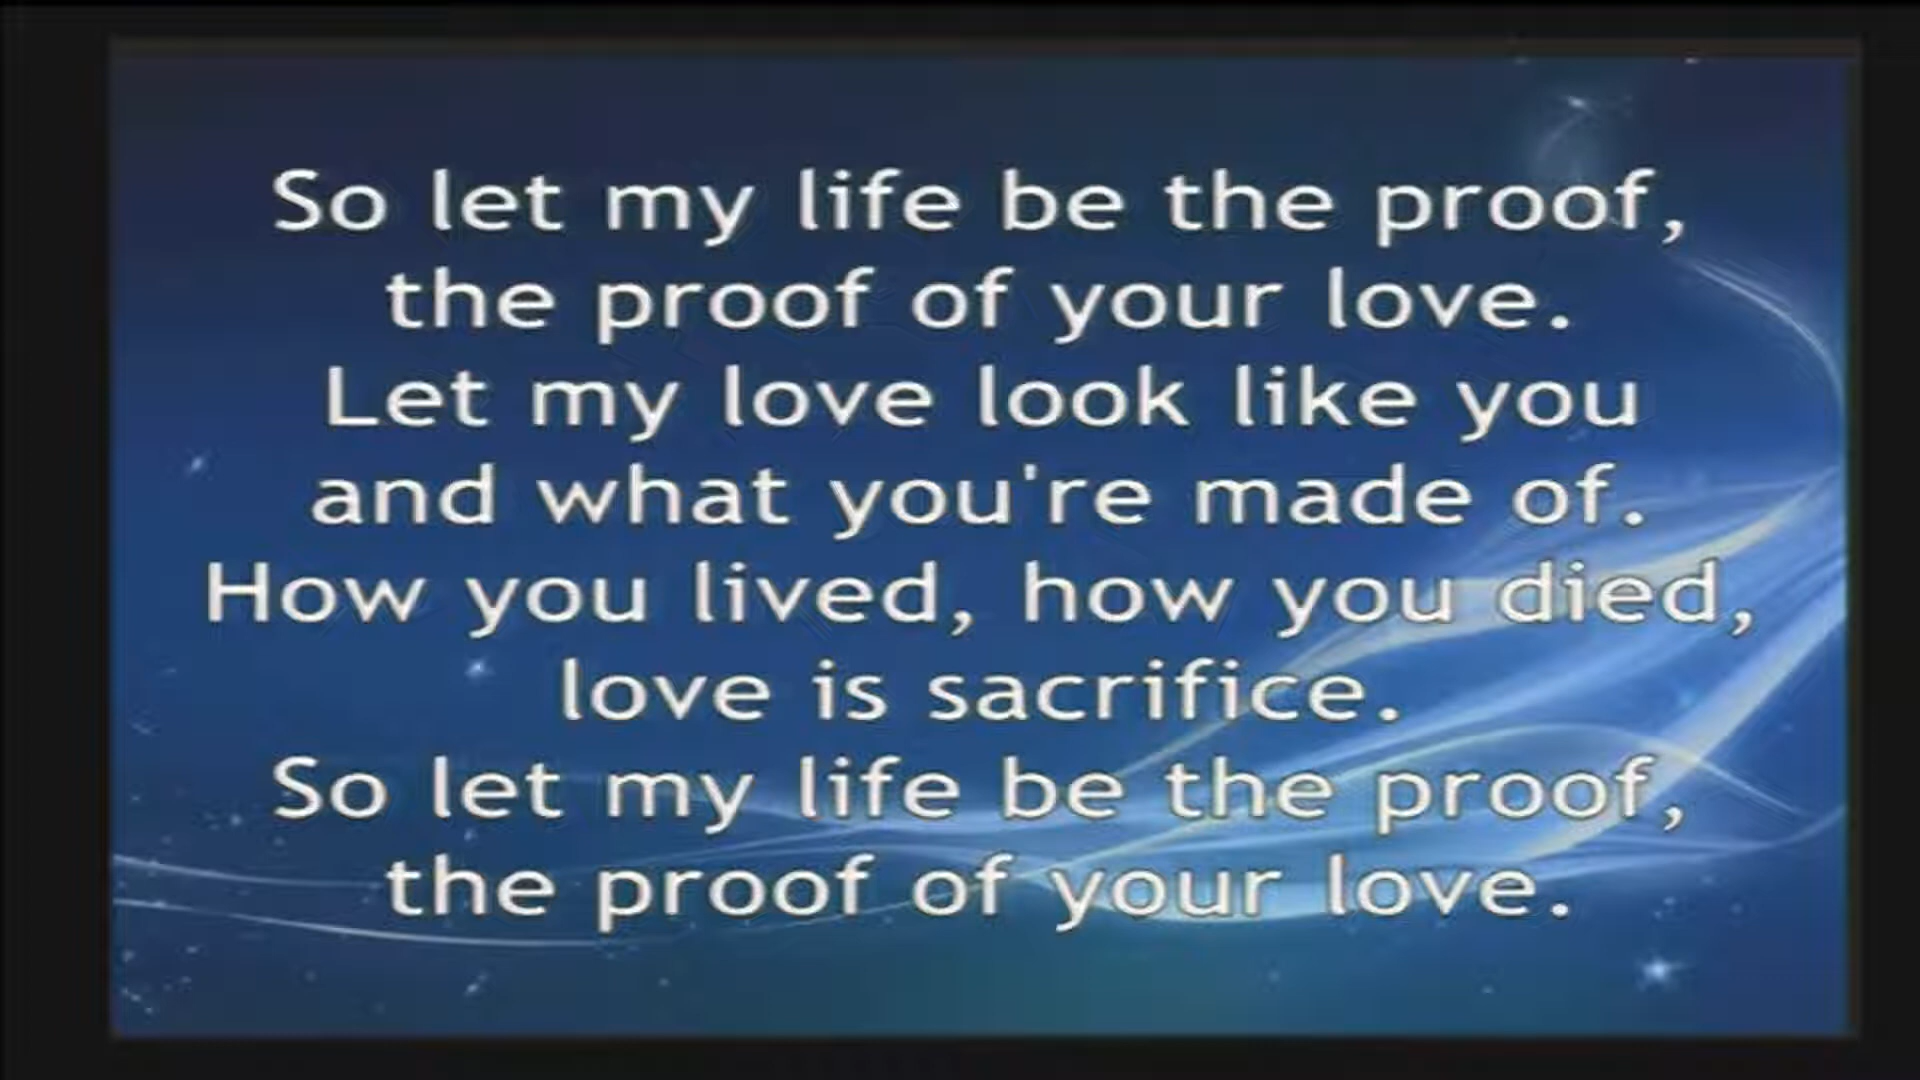 So let my life be the proof,
the proof of your love.
Let my love look like you
and what you're made of.
How you lived, how you died,
love is sacrifice.
So let my life be the proof,
the proof of your love.